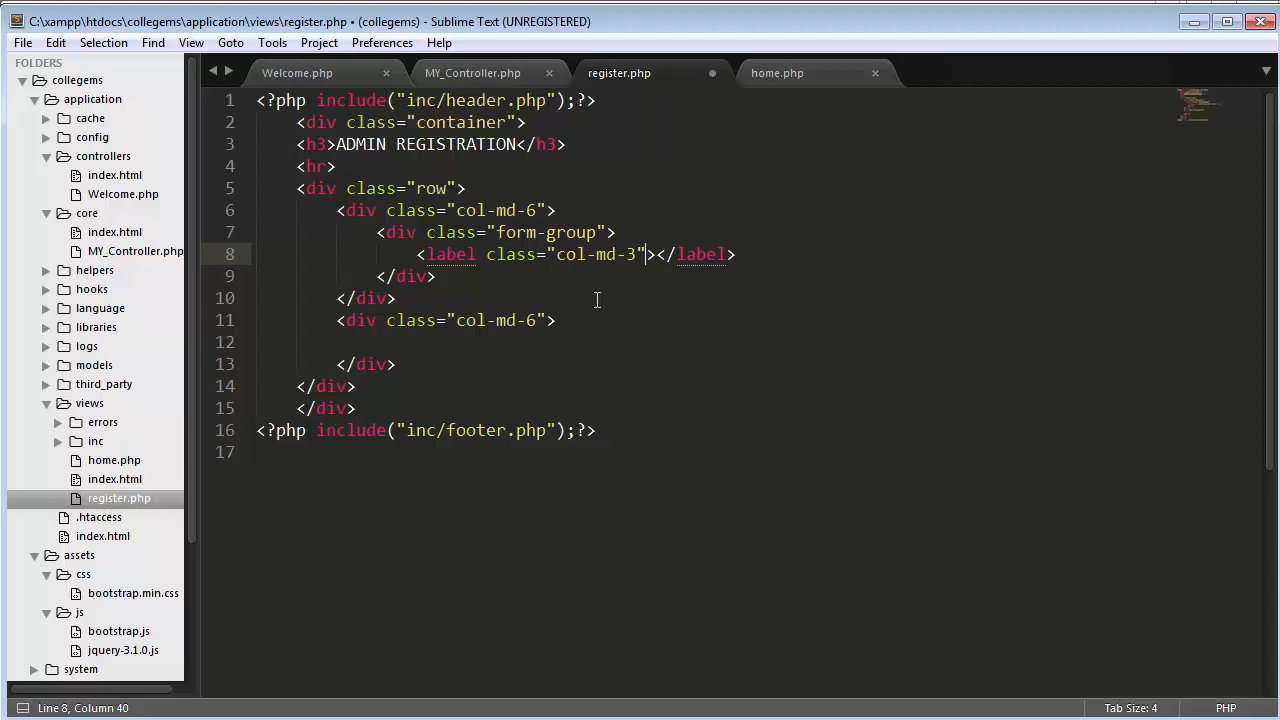 C:\xampp\htdocs\collegems\application\views\register.php • (collegems) - Sublime Text (UNREGISTERED)
File Edit Selection Find View Goto Tools Project Preferences Help
FOLDERS
collegems
application
cache
config
controllers
index.html
Welcome.php
core
index.html
MY_Controller.php
helpers
hooks
language
libraries
logs
models
third_party
views
errors
inc
home.php
index.html
register.php
.htaccess
index.html
assets
css
bootstrap.min.css
js
bootstrap.js
jquery-3.1.0.js
system
Welcome.php × MY_Controller.php × register.php • home.php ×
1 <?php include("inc/header.php");?>
2 <div class="container">
3 <h3>ADMIN REGISTRATION</h3>
4 <hr>
5 <div class="row">
6 <div class="col-md-6">
7 <div class="form-group">
8 <label class="col-md-3"></label>
9 </div>
10 </div>
11 <div class="col-md-6">
12
13 </div>
14 </div>
15 </div>
16 <?php include("inc/footer.php");?>
17
Line 8, Column 40 Tab Size: 4 PHP